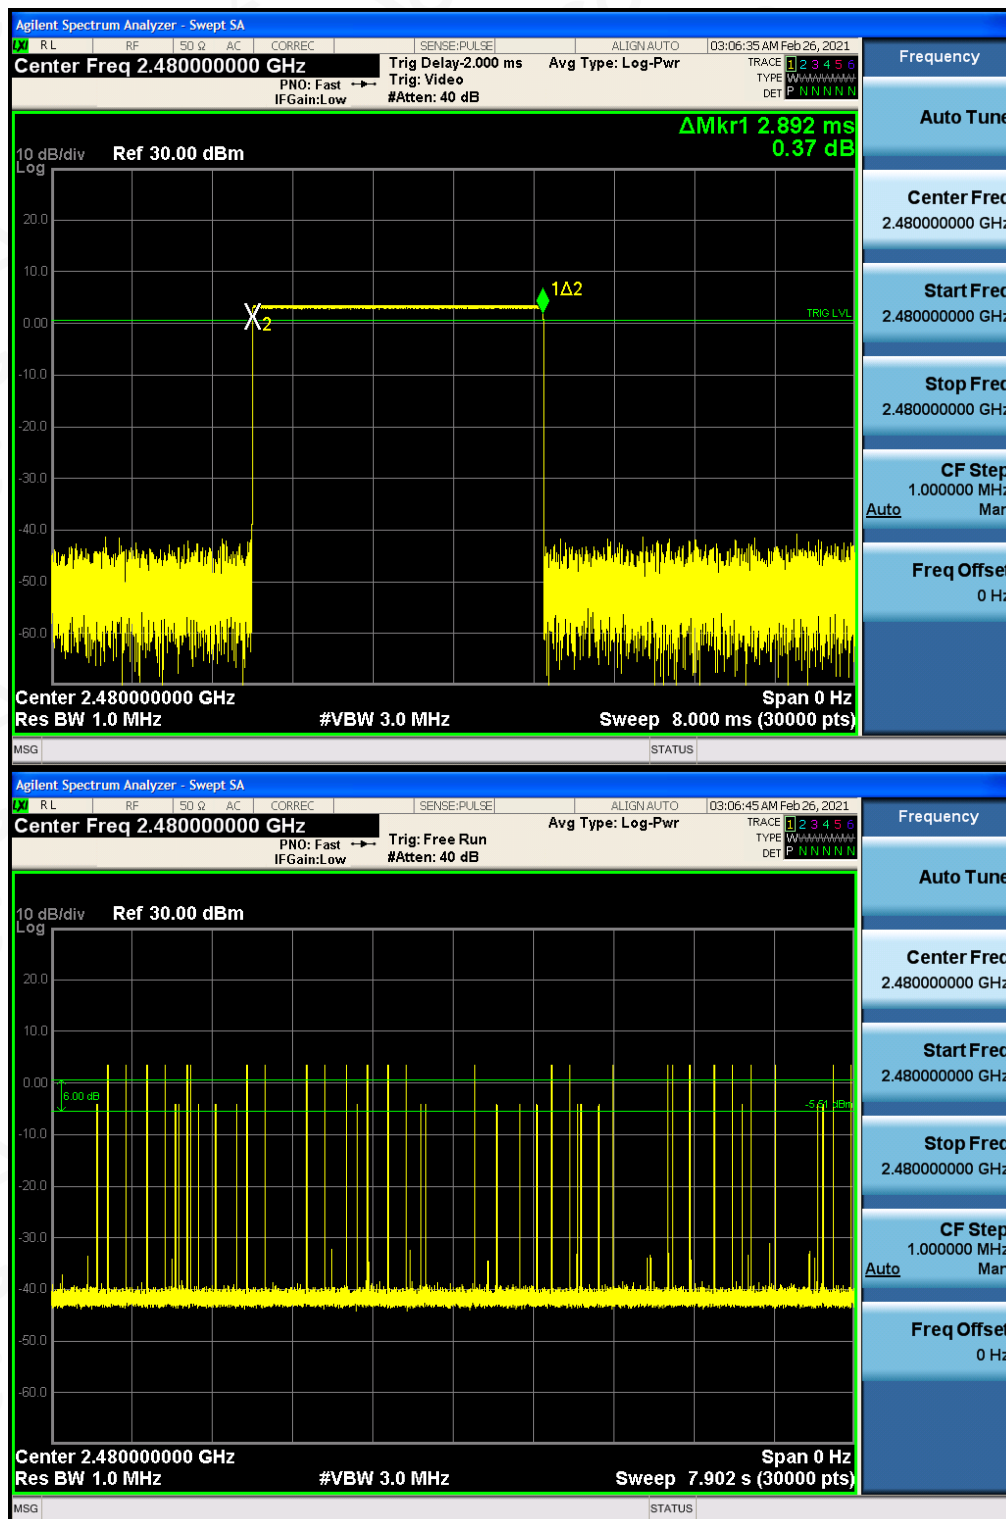 Agilent Spectrum Analyzer - Swept SA
LXI RL RF 50 Ω AC CORREC SENSE:PULSE ALIGN AUTO 03:06:35 AM Feb 26, 2021
Center Freq 2.480000000 GHz
PNO: Fast
IFGain:Low
Trig Delay-2.000 ms
Trig: Video
#Atten: 40 dB
Avg Type: Log-Pwr
TRACE 1 2 3 4 5 6
TYPE
DET P N N N N N
ΔMkr1 2.892 ms
0.37 dB
10 dB/div Ref 30.00 dBm
Log
20.0
10.0
1Δ2
TRIG LVL
0.00
2
-10.0
-20.0
-30.0
-40.0
-50.0
-60.0
Center 2.480000000 GHz Span 0 Hz
Res BW 1.0 MHz #VBW 3.0 MHz Sweep 8.000 ms (30000 pts)
MSG STATUS
Frequency
Auto Tune
Center Freq
2.480000000 GHz
Start Freq
2.480000000 GHz
Stop Freq
2.480000000 GHz
CF Step
1.000000 MHz
Auto Man
Freq Offset
0 Hz
Agilent Spectrum Analyzer - Swept SA
LXI RL RF 50 Ω AC CORREC SENSE:PULSE ALIGN AUTO 03:06:45 AM Feb 26, 2021
Center Freq 2.480000000 GHz
PNO: Fast
IFGain:Low
Trig: Free Run
#Atten: 40 dB
Avg Type: Log-Pwr
TRACE 1 2 3 4 5 6
TYPE
DET P N N N N N
10 dB/div Ref 30.00 dBm
Log
20.0
10.0
0.00
6.00 dB
-5.51 dBm
-10.0
-20.0
-30.0
-40.0
-50.0
-60.0
Center 2.480000000 GHz Span 0 Hz
Res BW 1.0 MHz #VBW 3.0 MHz Sweep 7.902 s (30000 pts)
MSG STATUS
Frequency
Auto Tune
Center Freq
2.480000000 GHz
Start Freq
2.480000000 GHz
Stop Freq
2.480000000 GHz
CF Step
1.000000 MHz
Auto Man
Freq Offset
0 Hz